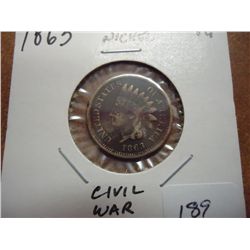 1863
NICKEL
UNITED STATES OF AMERICA
1863
CIVIL
WAR
189